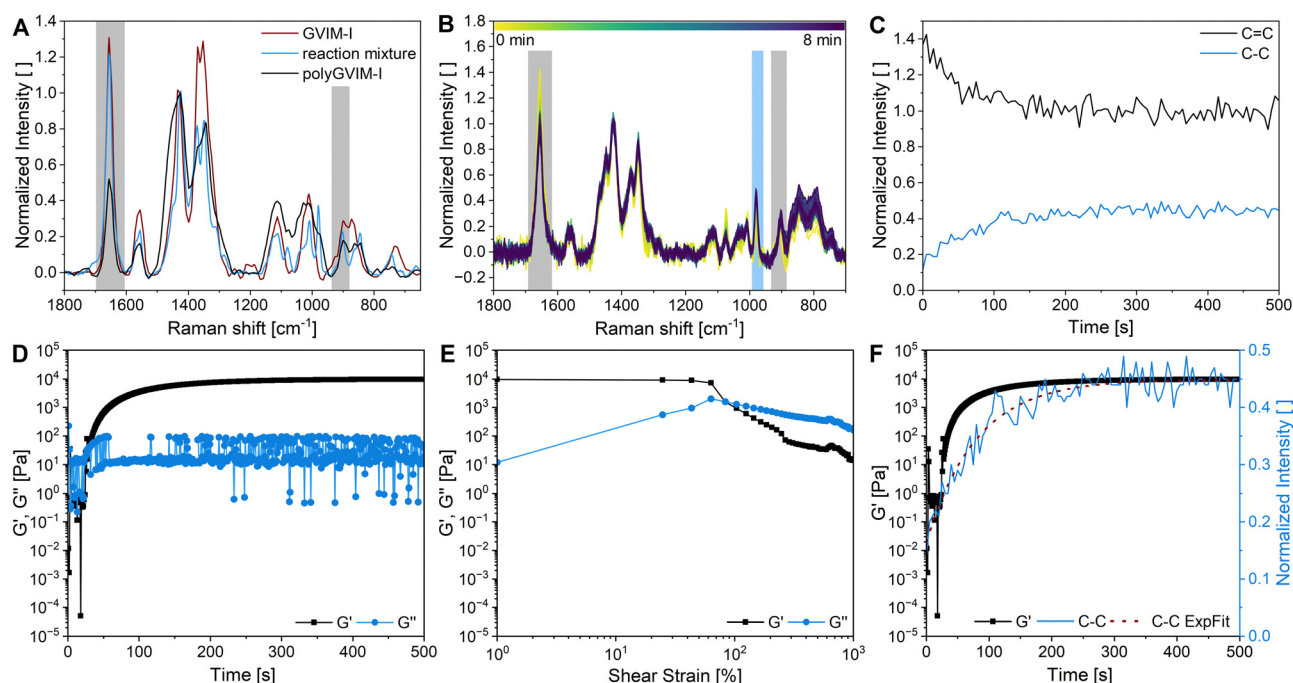 A
GVIM-I
reaction mixture
polyGVIM-I
1.4
1.2
1.0
0.8
0.6
0.4
0.2
0.0
1800 1600 1400 1200 1000 800
Normalized Intensity [ ]
Raman shift [cm⁻¹]
B
0 min 8 min
1.8
1.6
1.4
1.2
1.0
0.8
0.6
0.4
0.2
0.0
−0.2
1800 1600 1400 1200 1000 800
Normalized Intensity [ ]
Raman shift [cm⁻¹]
C
C=C
C-C
1.4
1.2
1.0
0.8
0.6
0.4
0.2
0.0
0 100 200 300 400 500
Normalized Intensity [ ]
Time [s]
D
10⁵
10⁴
10³
10²
10¹
10⁰
10⁻¹
10⁻²
10⁻³
10⁻⁴
10⁻⁵
0 100 200 300 400 500
G', G'' [Pa]
G' G''
Time [s]
E
10⁵
10⁴
10³
10²
10¹
10⁰
10⁻¹
10⁻²
10⁻³
10⁻⁴
10⁻⁵
10⁰ 10¹ 10² 10³
G', G'' [Pa]
G' G''
Shear Strain [%]
F
10⁵
10⁴
10³
10²
10¹
10⁰
10⁻¹
10⁻²
10⁻³
10⁻⁴
10⁻⁵
0 100 200 300 400 500
G' [Pa]
G' C-C C-C ExpFit
Time [s]
0.5
0.4
0.3
0.2
0.1
0.0
Normalized Intensity [ ]